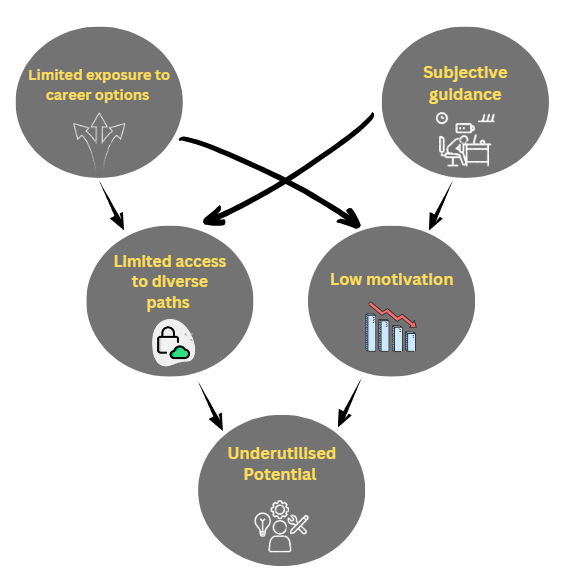 Limited exposure to
career options
Subjective
guidance
Limited access
to diverse
paths
Low motivation
Underutilised
Potential